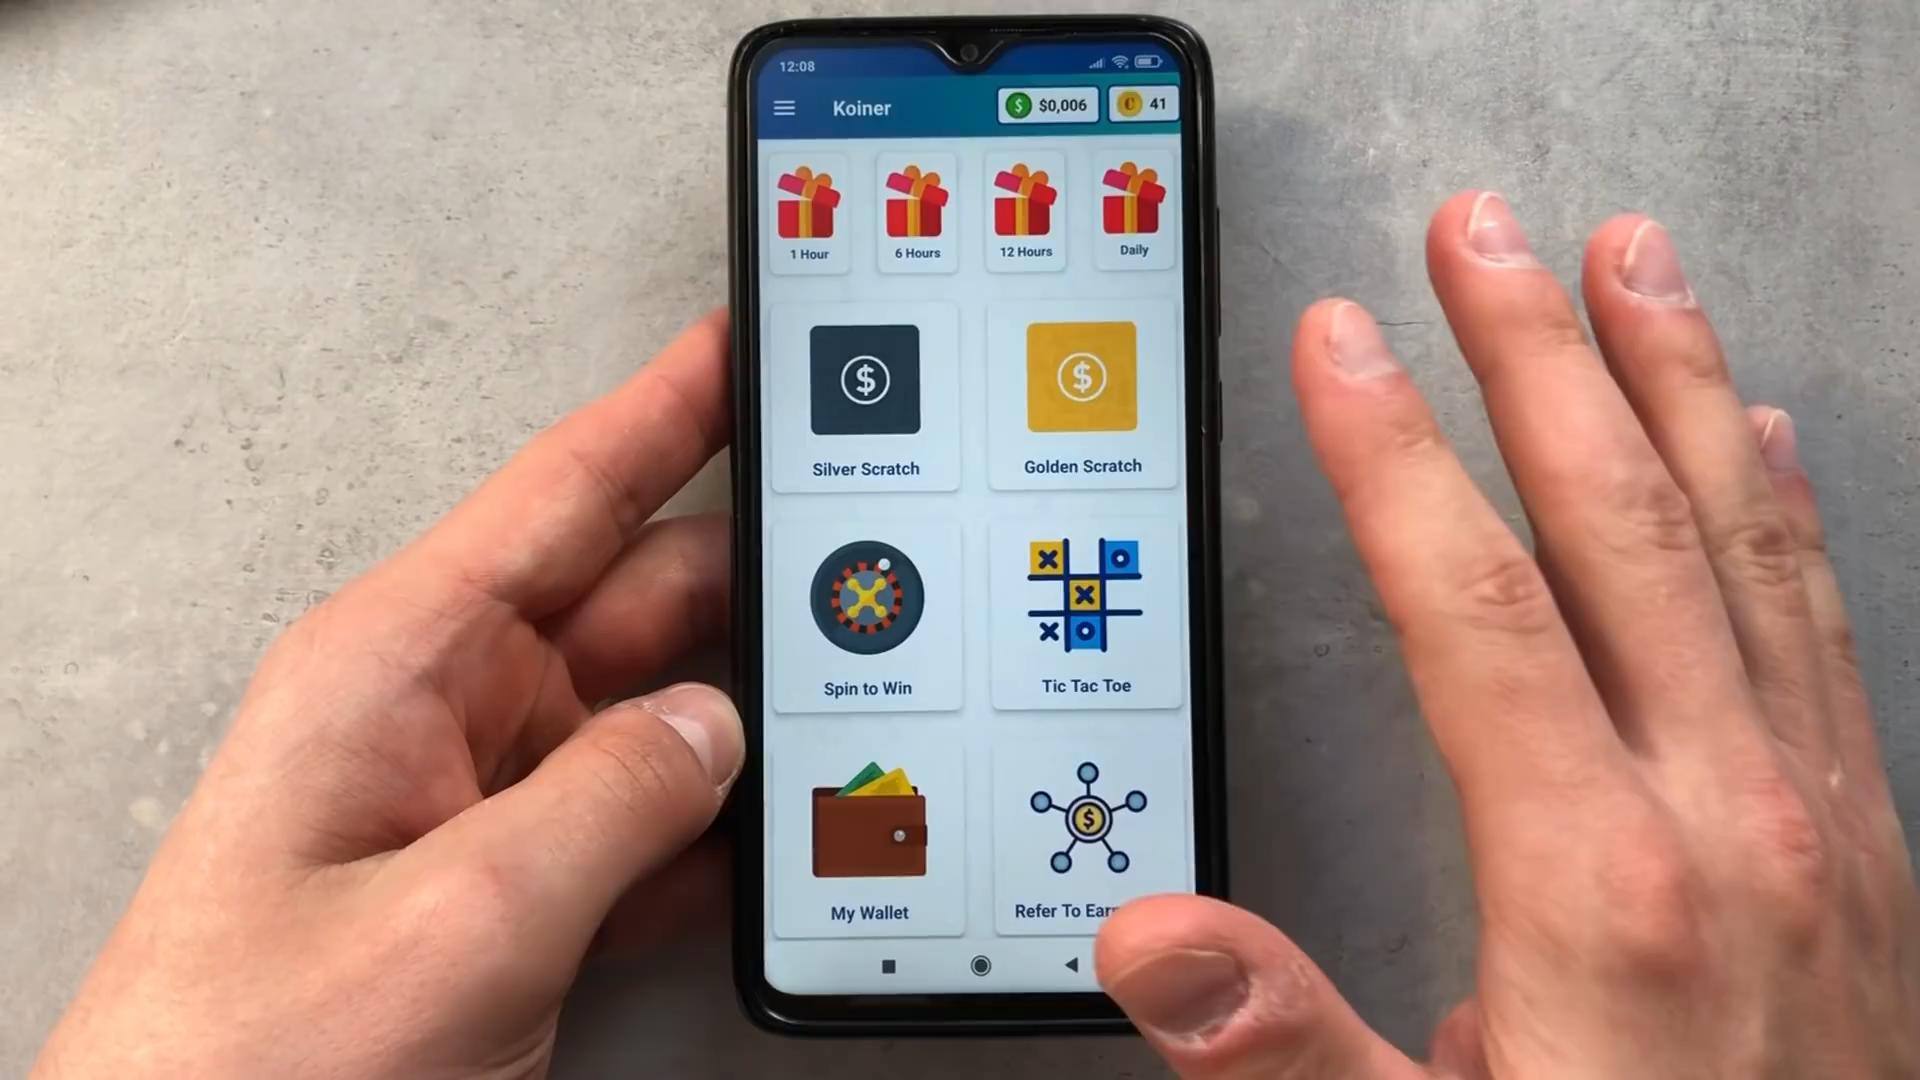 12:08
Koiner
$0,006
41
1 Hour
6 Hours
12 Hours
Daily
Silver Scratch
Golden Scratch
Spin to Win
Tic Tac Toe
My Wallet
Refer To Earn